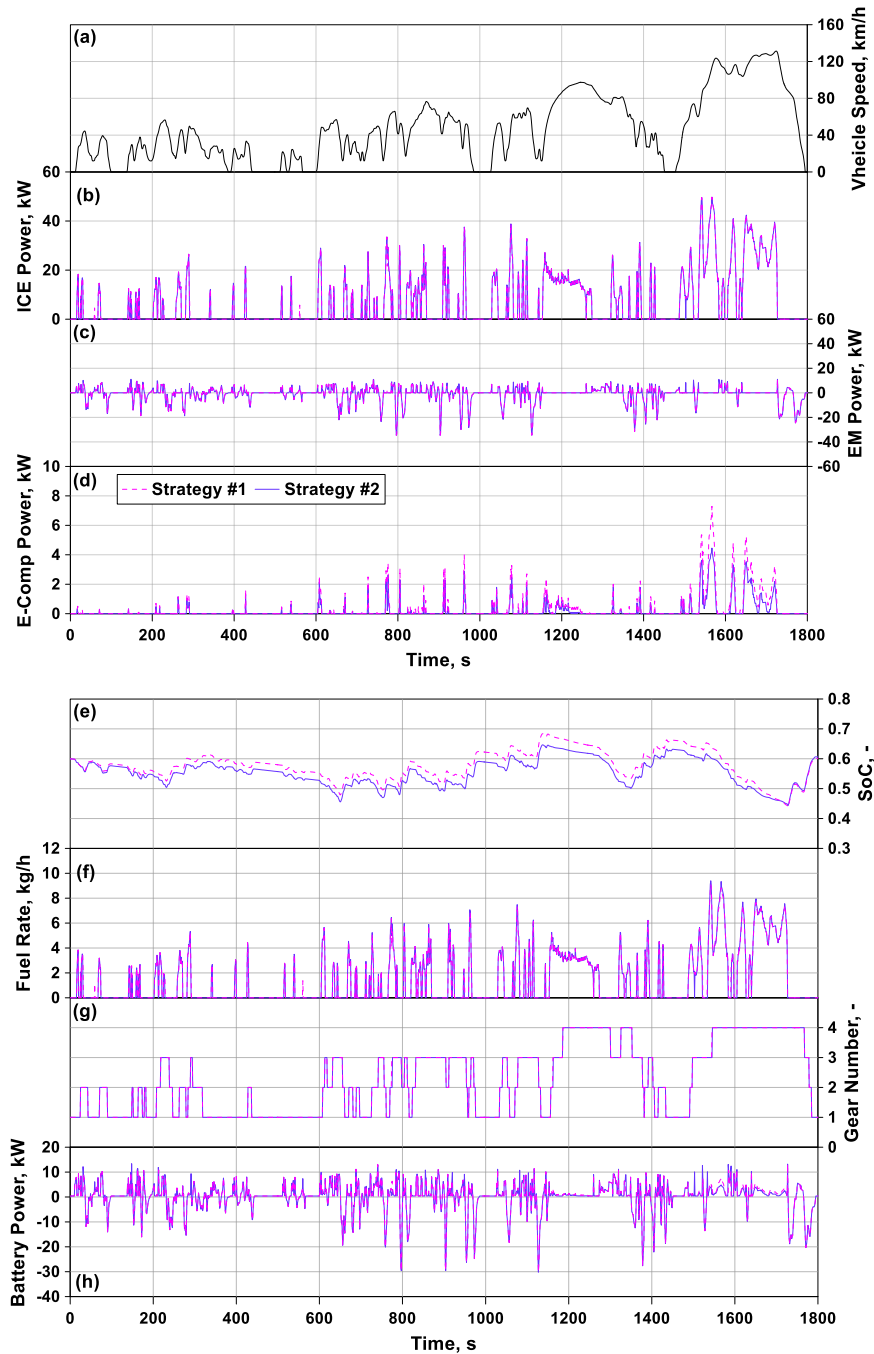 (a)
160
120
80
40
0
Vheicle Speed, km/h
(b)
60
40
20
0
ICE Power, kW
(c)
60
40
20
0
-20
-40
-60
EM Power, kW
(d)
10
8
6
4
2
0
E-Comp Power, kW
Strategy #1 Strategy #2
0 200 400 600 800 1000 1200 1400 1600 1800
Time, s
(e)
0.8
0.7
0.6
0.5
0.4
0.3
SoC, -
(f)
12
10
8
6
4
2
0
Fuel Rate, kg/h
(g)
4
3
2
1
0
Gear Number, -
20
10
0
-10
-20
-30
-40
Battery Power, kW
(h)
0 200 400 600 800 1000 1200 1400 1600 1800
Time, s